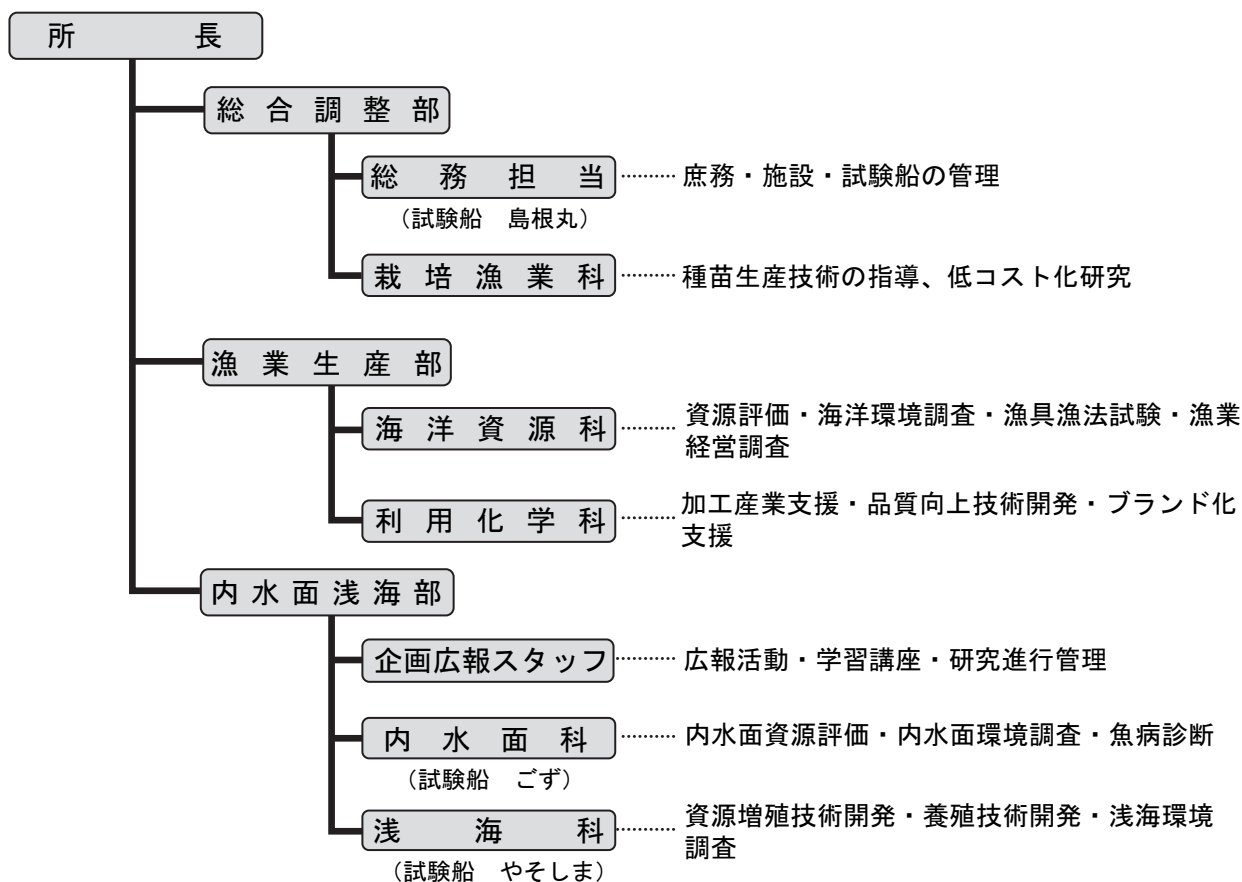 所長
総合調整部
総務担当
庶務・施設・試験船の管理
（試験船　島根丸）
栽培漁業科
種苗生産技術の指導、低コスト化研究
漁業生産部
海洋資源科
資源評価・海洋環境調査・漁具漁法試験・漁業
経営調査
利用化学科
加工産業支援・品質向上技術開発・ブランド化
支援
内水面浅海部
企画広報スタッフ
広報活動・学習講座・研究進行管理
内水面科
内水面資源評価・内水面環境調査・魚病診断
（試験船　ごず）
浅海科
資源増殖技術開発・養殖技術開発・浅海環境
調査
（試験船　やそしま）